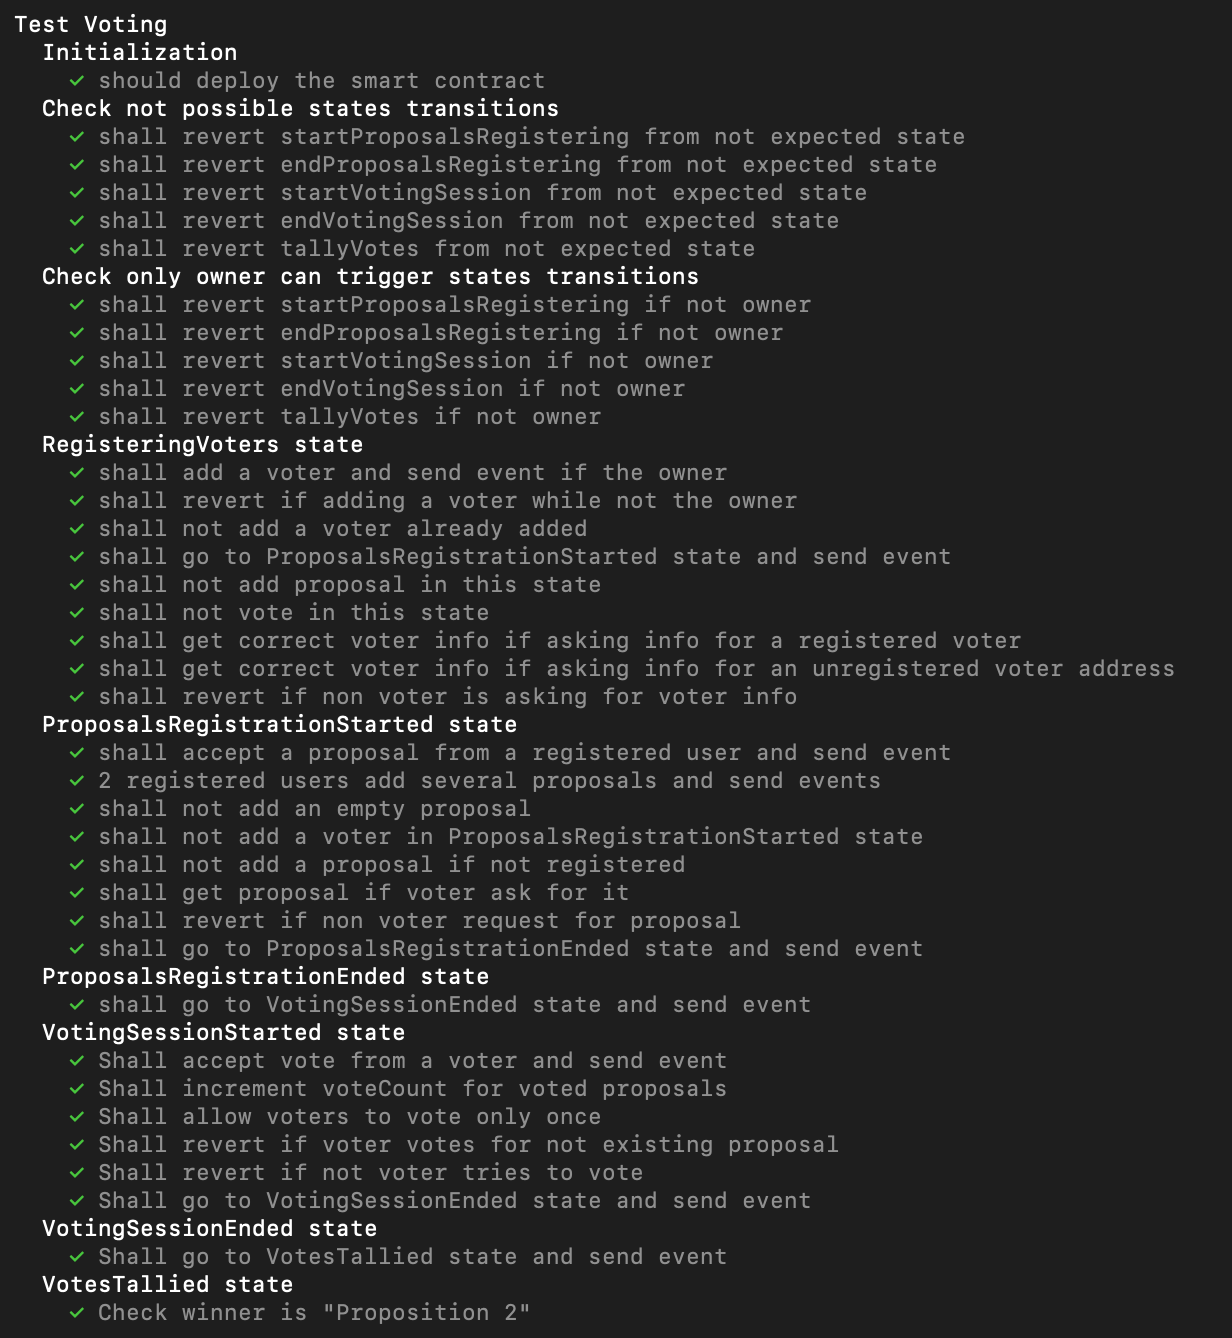 Test Voting
Initialization
✓ should deploy the smart contract
Check not possible states transitions
✓ shall revert startProposalsRegistering from not expected state
✓ shall revert endProposalsRegistering from not expected state
✓ shall revert startVotingSession from not expected state
✓ shall revert endVotingSession from not expected state
✓ shall revert tallyVotes from not expected state
Check only owner can trigger states transitions
✓ shall revert startProposalsRegistering if not owner
✓ shall revert endProposalsRegistering if not owner
✓ shall revert startVotingSession if not owner
✓ shall revert endVotingSession if not owner
✓ shall revert tallyVotes if not owner
RegisteringVoters state
✓ shall add a voter and send event if the owner
✓ shall revert if adding a voter while not the owner
✓ shall not add a voter already added
✓ shall go to ProposalsRegistrationStarted state and send event
✓ shall not add proposal in this state
✓ shall not vote in this state
✓ shall get correct voter info if asking info for a registered voter
✓ shall get correct voter info if asking info for an unregistered voter address
✓ shall revert if non voter is asking for voter info
ProposalsRegistrationStarted state
✓ shall accept a proposal from a registered user and send event
✓ 2 registered users add several proposals and send events
✓ shall not add an empty proposal
✓ shall not add a voter in ProposalsRegistrationStarted state
✓ shall not add a proposal if not registered
✓ shall get proposal if voter ask for it
✓ shall revert if non voter request for proposal
✓ shall go to ProposalsRegistrationEnded state and send event
ProposalsRegistrationEnded state
✓ shall go to VotingSessionEnded state and send event
VotingSessionStarted state
✓ Shall accept vote from a voter and send event
✓ Shall increment voteCount for voted proposals
✓ Shall allow voters to vote only once
✓ Shall revert if voter votes for not existing proposal
✓ Shall revert if not voter tries to vote
✓ Shall go to VotingSessionEnded state and send event
VotingSessionEnded state
✓ Shall go to VotesTallied state and send event
VotesTallied state
✓ Check winner is "Proposition 2"